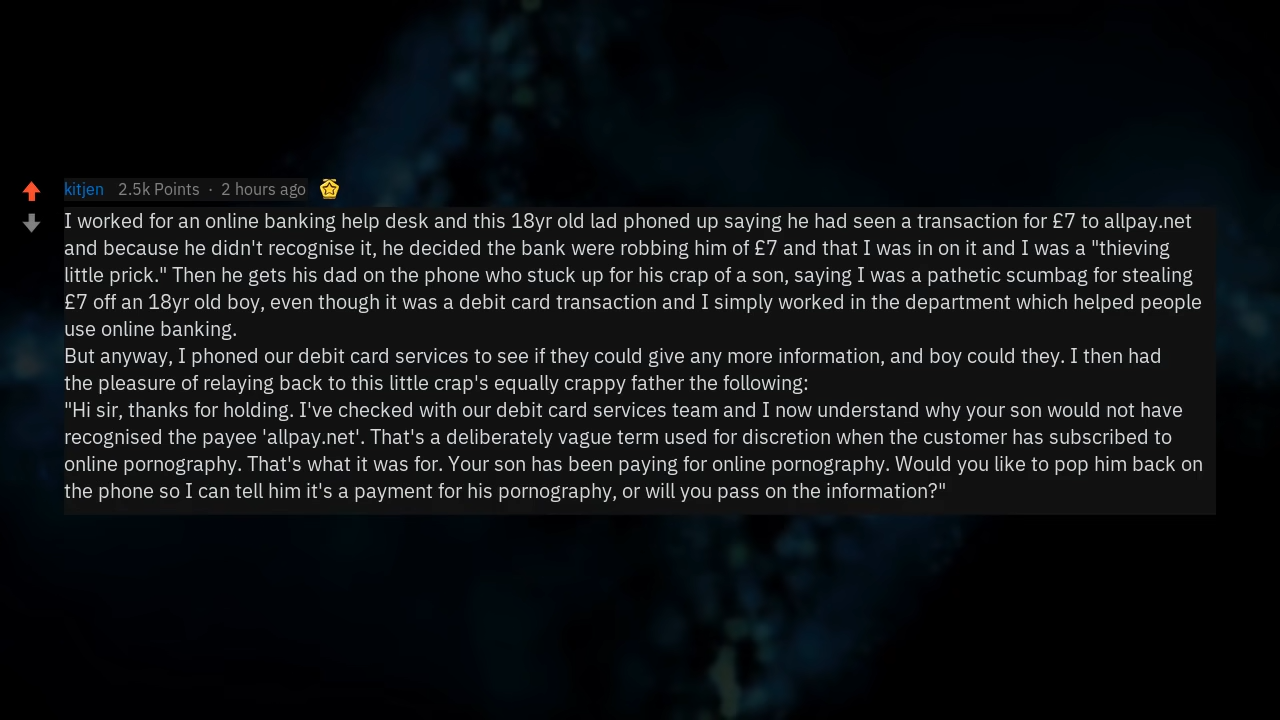 kitjen 2.5k Points · 2 hours ago
I worked for an online banking help desk and this 18yr old lad phoned up saying he had seen a transaction for £7 to allpay.net
and because he didn't recognise it, he decided the bank were robbing him of £7 and that I was in on it and I was a "thieving
little prick." Then he gets his dad on the phone who stuck up for his crap of a son, saying I was a pathetic scumbag for stealing
£7 off an 18yr old boy, even though it was a debit card transaction and I simply worked in the department which helped people
use online banking.
But anyway, I phoned our debit card services to see if they could give any more information, and boy could they. I then had
the pleasure of relaying back to this little crap's equally crappy father the following:
"Hi sir, thanks for holding. I've checked with our debit card services team and I now understand why your son would not have
recognised the payee 'allpay.net'. That's a deliberately vague term used for discretion when the customer has subscribed to
online pornography. That's what it was for. Your son has been paying for online pornography. Would you like to pop him back on
the phone so I can tell him it's a payment for his pornography, or will you pass on the information?"